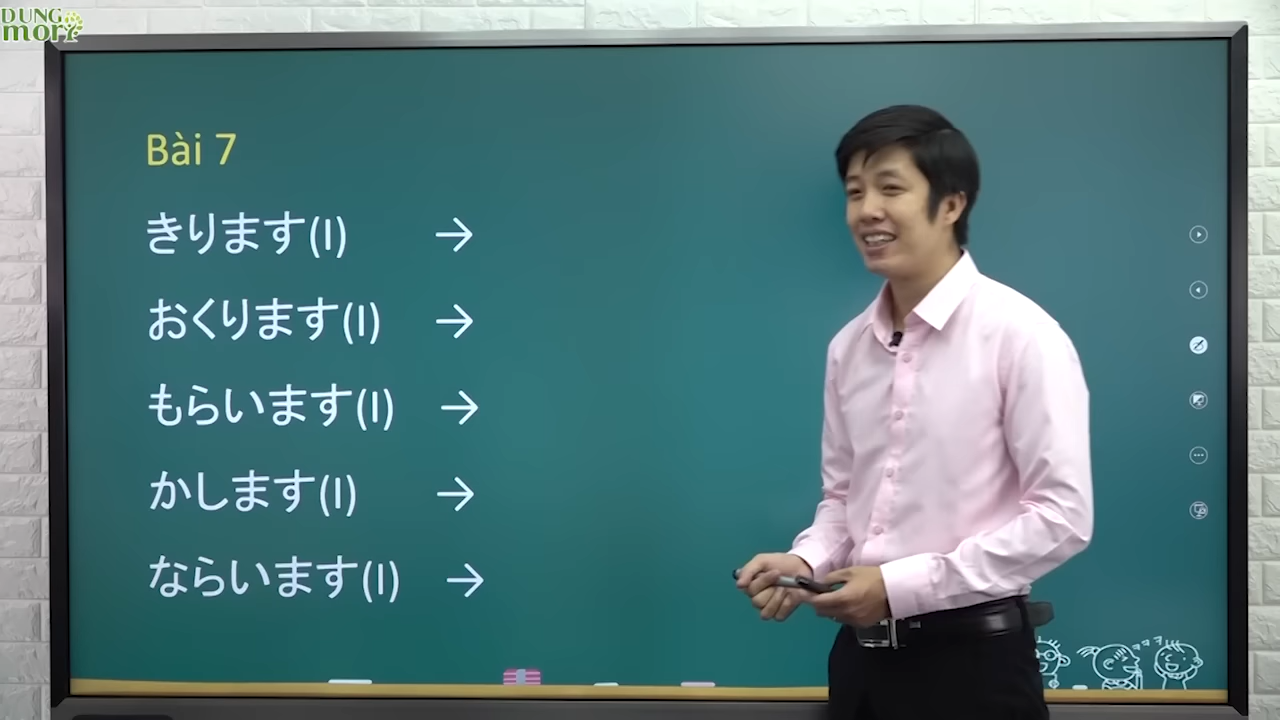 DUNG
mori
Bài 7
きります(I) →
おくります(I) →
もらいます(I) →
かします(I) →
ならいます(I) →